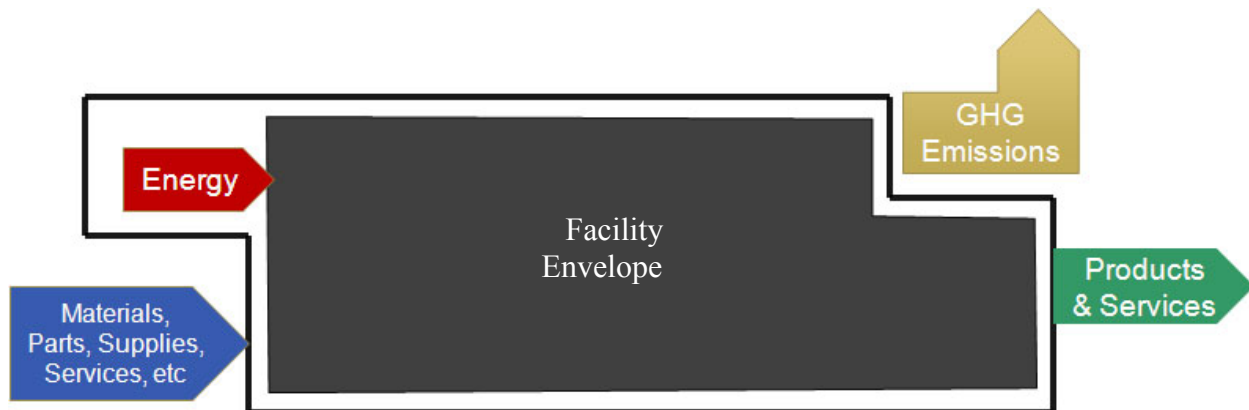 GHG
Emissions
Energy
Facility
Envelope
Products
& Services
Materials,
Parts, Supplies,
Services, etc